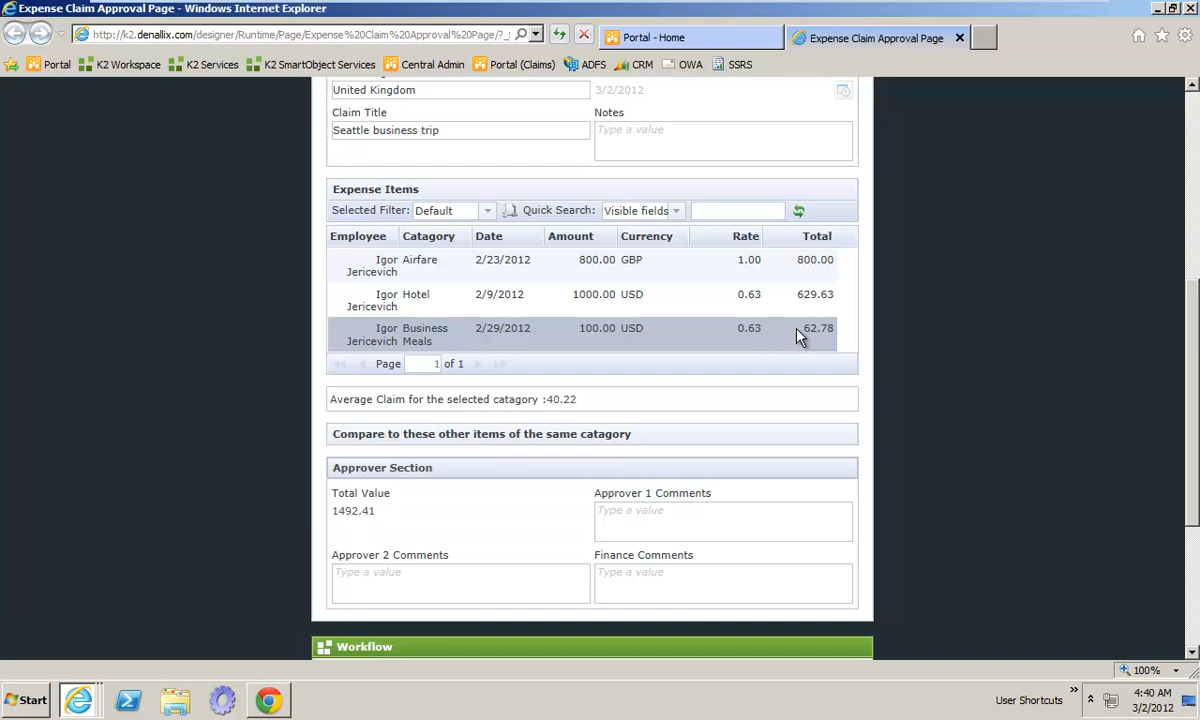 Expense Claim Approval Page - Windows Internet Explorer
http://k2.denallix.com/designer/Runtime/Page/Expense%20Claim%20Approval%20Page/?_:
Portal - Home
Expense Claim Approval Page
Portal K2 Workspace K2 Services K2 SmartObject Services Central Admin Portal (Claims) ADFS CRM OWA SSRS
United Kingdom 3/2/2012
Claim Title Notes
Seattle business trip Type a value
Expense Items
Selected Filter: Default Quick Search: Visible fields
Employee Catagory Date Amount Currency Rate Total
Igor Airfare 2/23/2012 800.00 GBP 1.00 800.00
Jericevich
Igor Hotel 2/9/2012 1000.00 USD 0.63 629.63
Jericevich
Igor Business 2/29/2012 100.00 USD 0.63 62.78
Jericevich Meals
Page 1 of 1
Average Claim for the selected catagory :40.22
Compare to these other items of the same catagory
Approver Section
Total Value Approver 1 Comments
1492.41 Type a value
Approver 2 Comments Finance Comments
Type a value Type a value
Workflow
100%
Start User Shortcuts 4:40 AM
3/2/2012